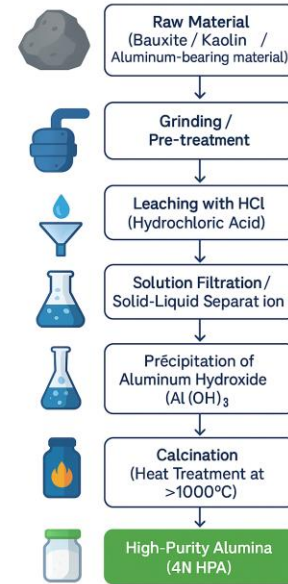 Raw Material
(Bauxite / Kaolin /
Aluminum-bearing material)
Grinding /
Pre-treatment
Leaching with HCl
(Hydrochloric Acid)
Solution Filtration /
Solid-Liquid Separat ion
Précipitation of
Aluminum Hydroxide
(Al(OH)₃
Calcination
(Heat Treatment at
>1000°C)
High-Purity Alumina
(4N HPA)